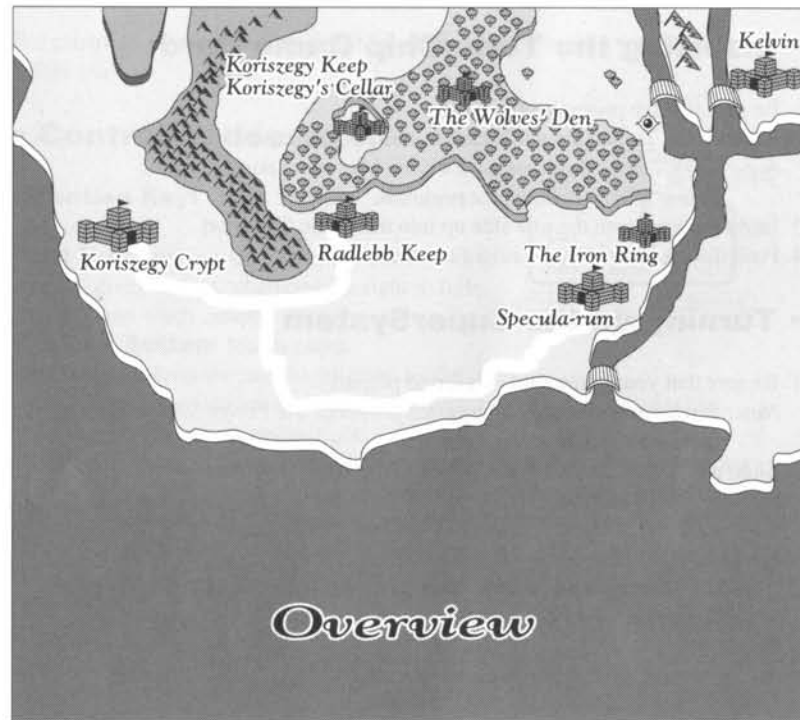 Kelvin
Koriszegy Keep
Koriszegy's Cellar
The Wolves' Den
Koriszegy Crypt
Radlebb Keep
The Iron Ring
Specula-rum
Overview